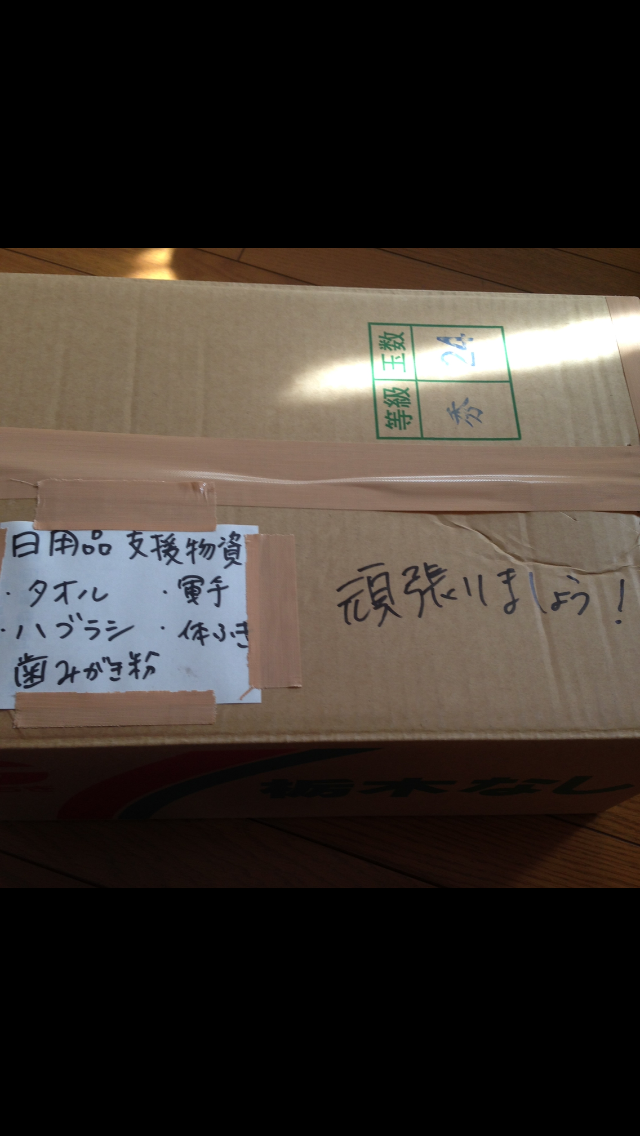 玉数 24
等級 秀
日用品 支援物資
・タオル ・軍手
・ハブラシ ・体ふき
歯みがき粉
頑張りましょう!
栃木なし